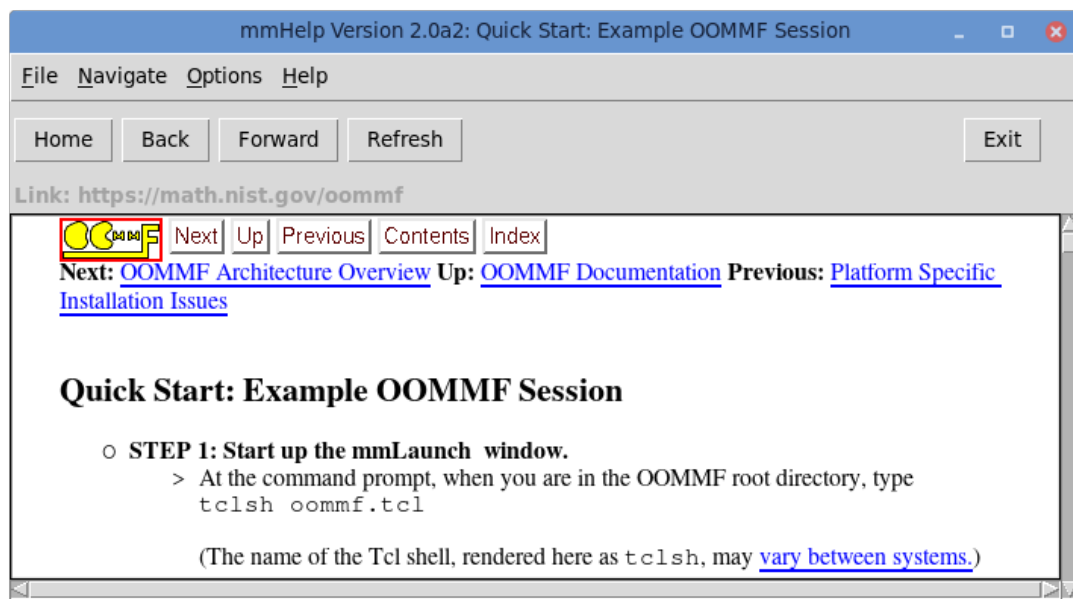 mmHelp Version 2.0a2: Quick Start: Example OOMMF Session
File Navigate Options Help
Home Back Forward Refresh Exit
Link: https://math.nist.gov/oommf
OOMMF Next Up Previous Contents Index
Next: OOMMF Architecture Overview Up: OOMMF Documentation Previous: Platform Specific
Installation Issues
Quick Start: Example OOMMF Session
STEP 1: Start up the mmLaunch window.
> At the command prompt, when you are in the OOMMF root directory, type
tclsh oommf.tcl
(The name of the Tcl shell, rendered here as tclsh, may vary between systems.)